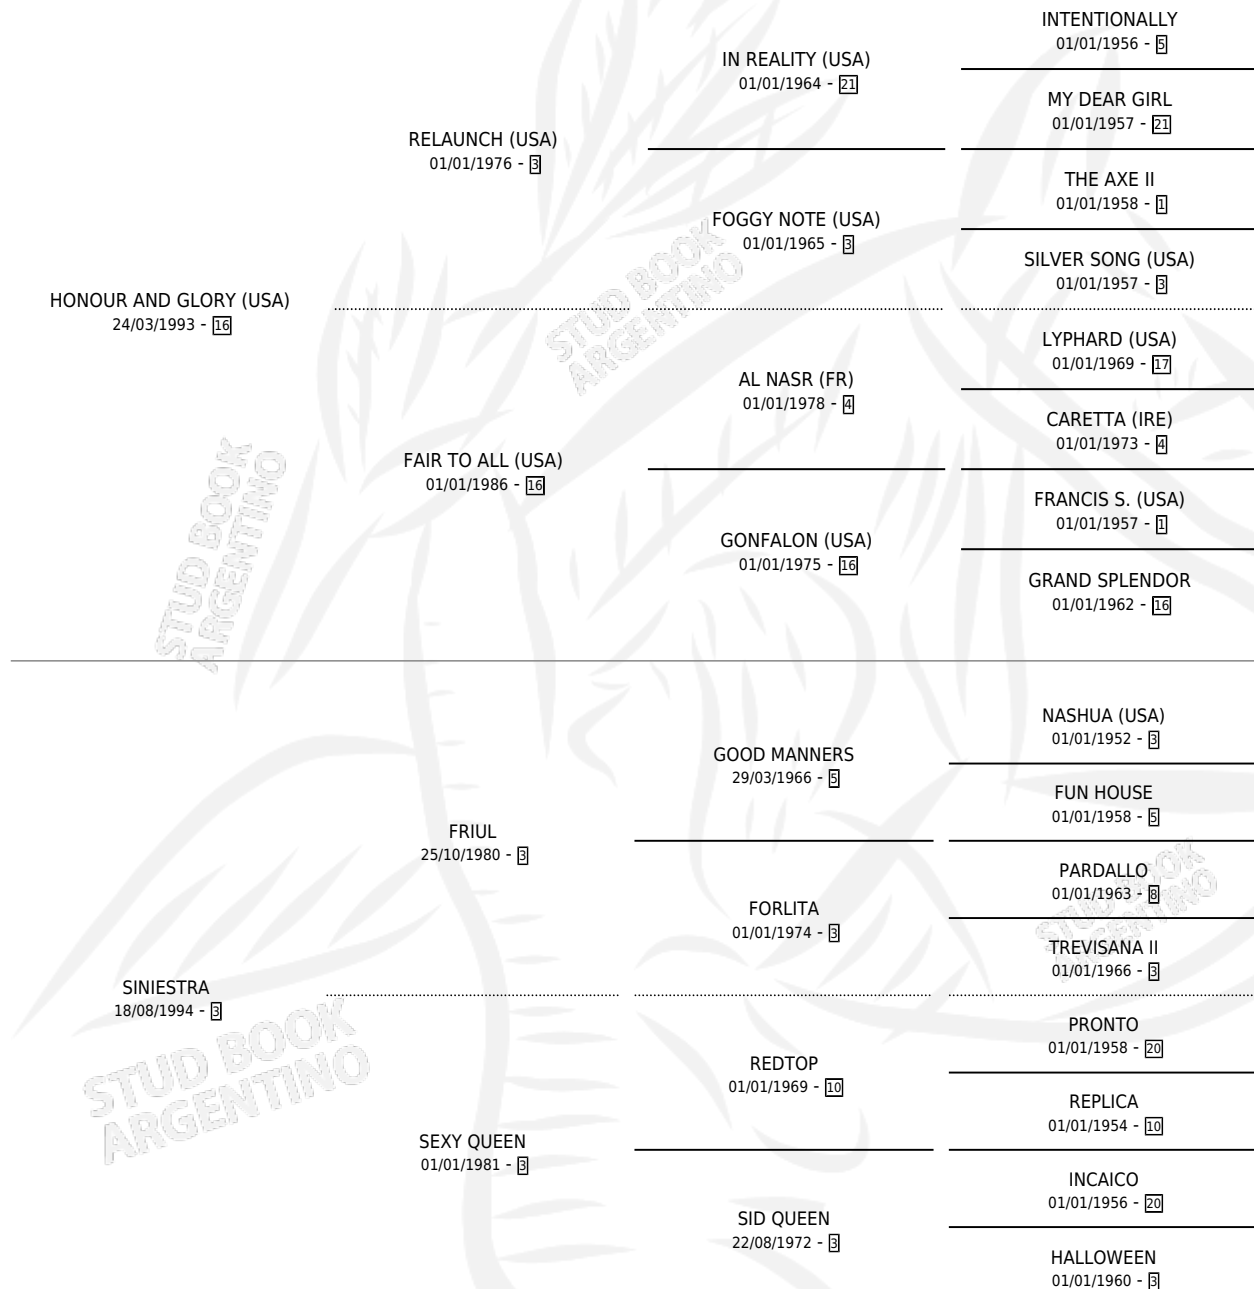 INTENTIONALLY
01/01/1956 - 5
IN REALITY (USA)
01/01/1964 - 21
MY DEAR GIRL
01/01/1957 - 21
RELAUNCH (USA)
01/01/1976 - 3
THE AXE II
01/01/1958 - 1
FOGGY NOTE (USA)
01/01/1965 - 3
SILVER SONG (USA)
01/01/1957 - 3
HONOUR AND GLORY (USA)
24/03/1993 - 16
LYPHARD (USA)
01/01/1969 - 17
AL NASR (FR)
01/01/1978 - 4
CARETTA (IRE)
01/01/1973 - 4
FAIR TO ALL (USA)
01/01/1986 - 16
FRANCIS S. (USA)
01/01/1957 - 1
GONFALON (USA)
01/01/1975 - 16
GRAND SPLENDOR
01/01/1962 - 16
NASHUA (USA)
01/01/1952 - 3
GOOD MANNERS
29/03/1966 - 5
FUN HOUSE
01/01/1958 - 5
FRIUL
25/10/1980 - 3
PARDALLO
01/01/1963 - 8
FORLITA
01/01/1974 - 3
TREVISANA II
01/01/1966 - 3
SINIESTRA
18/08/1994 - 3
PRONTO
01/01/1958 - 20
REDTOP
01/01/1969 - 10
REPLICA
01/01/1954 - 10
SEXY QUEEN
01/01/1981 - 3
INCAICO
01/01/1956 - 20
SID QUEEN
22/08/1972 - 3
HALLOWEEN
01/01/1960 - 3
STUD BOOK
ARGENTINO
STUD BOOK
ARGENTINO
STUD BOOK
ARGENTINO
STUD BOOK
ARGENTINO